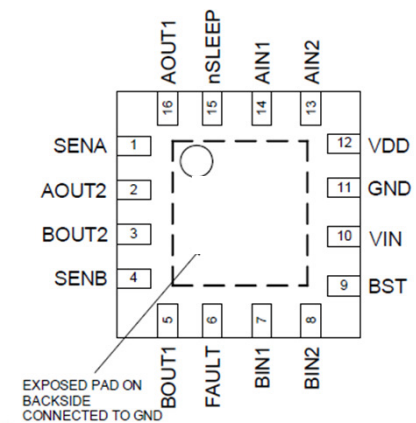 AOUT1 nSLEEP AIN1 AIN2
16 15 14 13
SENA 1
12 VDD
AOUT2 2
11 GND
BOUT2 3
10 VIN
SENB 4
9 BST
5 6 7 8
BOUT1 FAULT BIN1 BIN2
EXPOSED PAD ON
BACKSIDE
CONNECTED TO GND